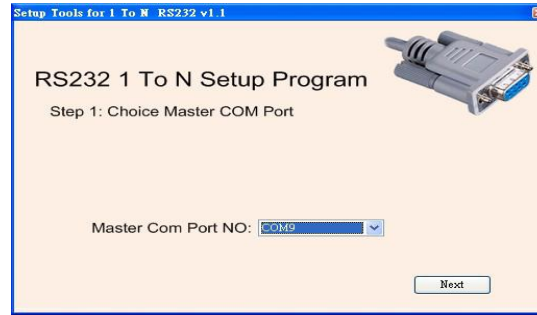 Setup Tools for 1 To N RS232 v1.1
RS232 1 To N Setup Program
Step 1: Choice Master COM Port
Master Com Port NO: COM9
Next